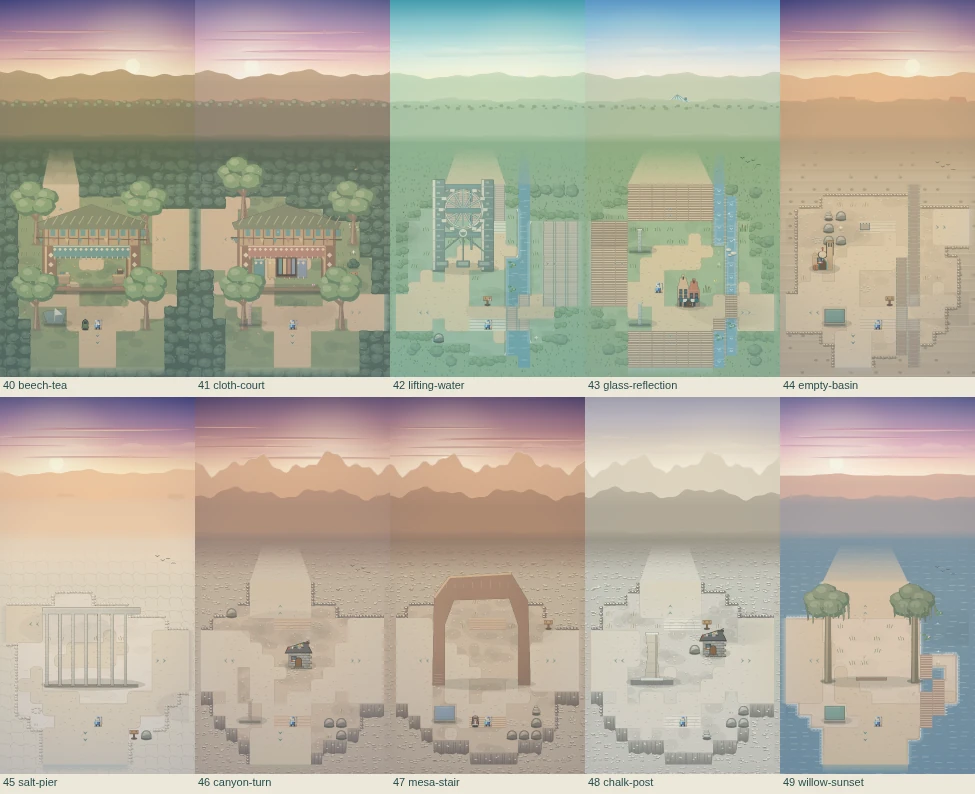 40 beech-tea
41 cloth-court
42 lifting-water
43 glass-reflection
44 empty-basin
45 salt-pier
46 canyon-turn
47 mesa-stair
48 chalk-post
49 willow-sunset